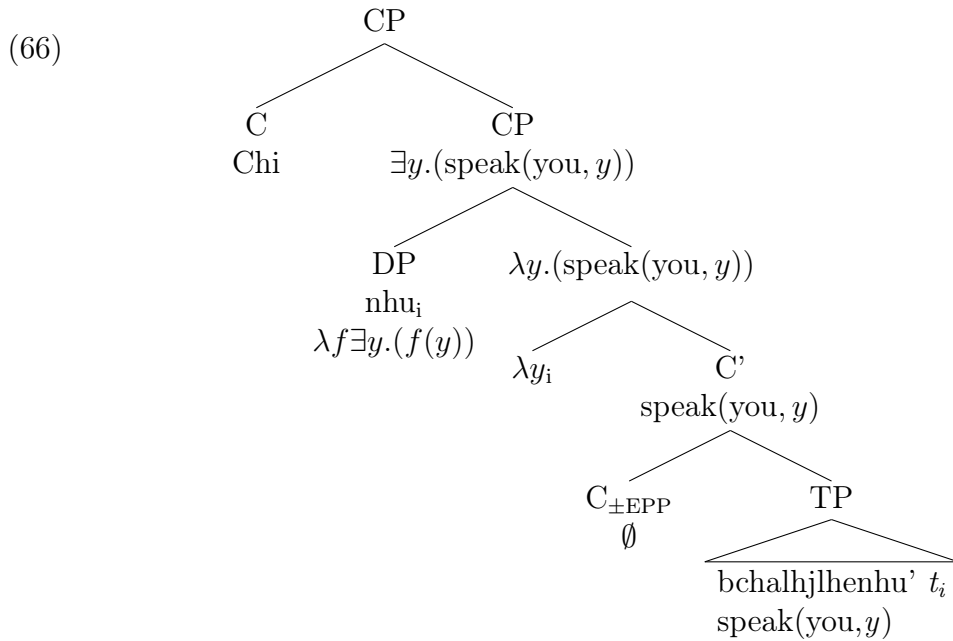 CP
(66)
C CP
Chi ∃y.(speak(you, y))
DP λy.(speak(you, y))
nhuᵢ
λf∃y.(f(y))
λyᵢ C’
speak(you, y)
C±EPP TP
∅
bchalhjlhenhu’ tᵢ
speak(you,y)